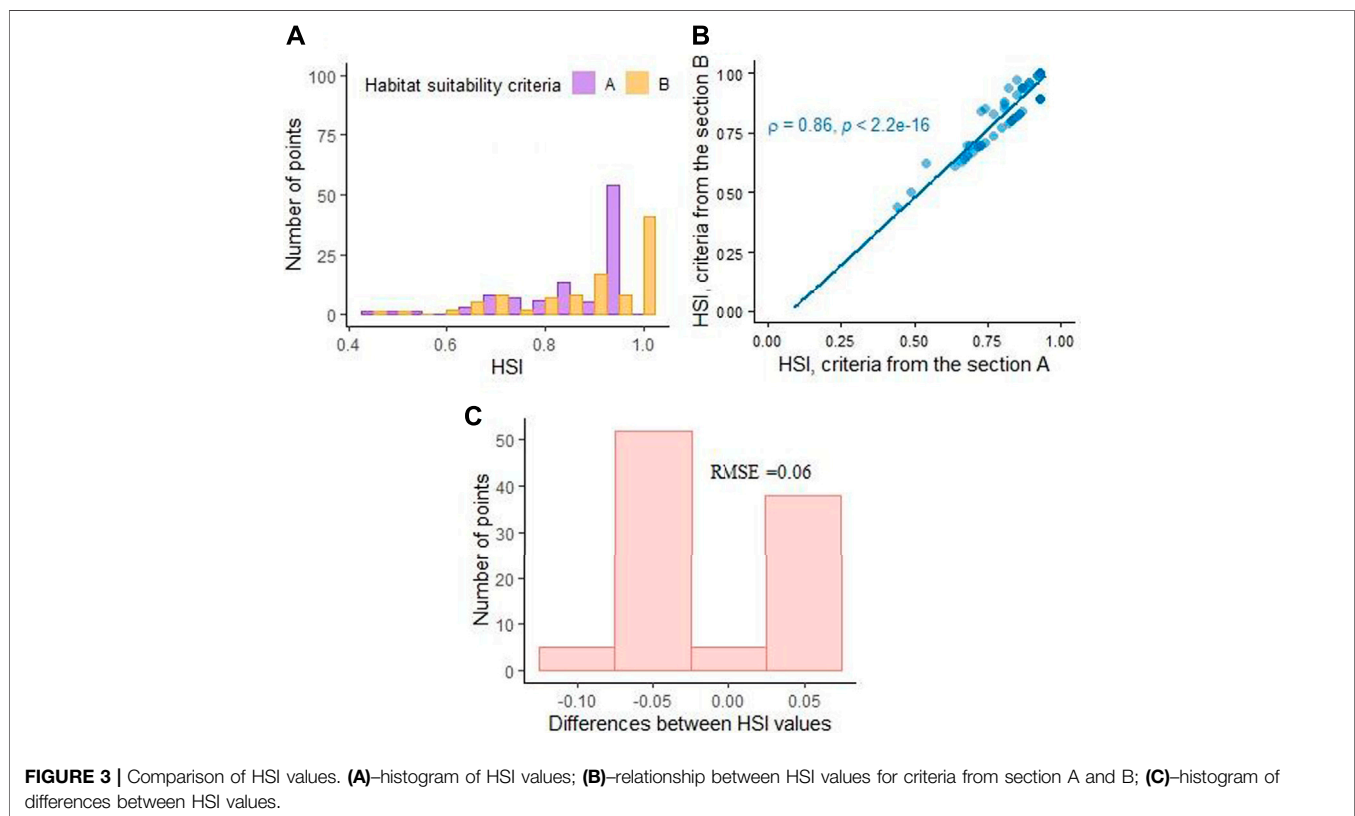 A
Habitat suitability criteria A B
100
75
50
25
0
Number of points
0.4 0.6 0.8 1.0
HSI
B
ρ = 0.86, p < 2.2e-16
1.00
0.75
0.50
0.25
0.00
HSI, criteria from the section B
0.00 0.25 0.50 0.75 1.00
HSI, criteria from the section A
C
RMSE =0.06
50
40
30
20
10
0
Number of points
-0.10 -0.05 0.00 0.05
Differences between HSI values
FIGURE 3 | Comparison of HSI values. (A)–histogram of HSI values; (B)–relationship between HSI values for criteria from section A and B; (C)–histogram of
differences between HSI values.